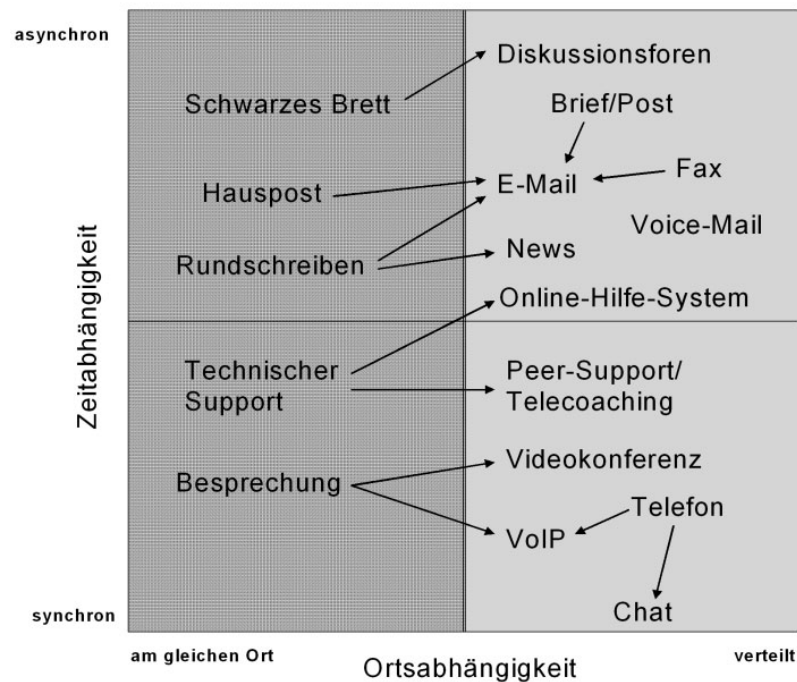 asynchron
Diskussionsforen
Schwarzes Brett
Brief/Post
Fax
Hauspost
E-Mail
Voice-Mail
News
Rundschreiben
Online-Hilfe-System
Zeitabhängigkeit
Technischer
Support
Peer-Support/
Telecoaching
Videokonferenz
Besprechung
Telefon
VoIP
Chat
synchron
am gleichen Ort
Ortsabhängigkeit
verteilt